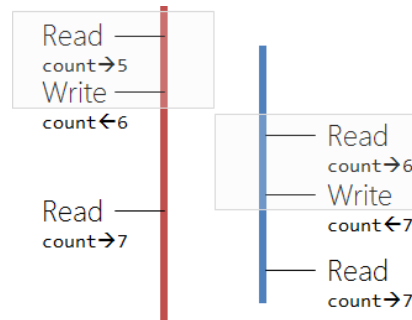 Read
count→5
Write
count←6
Read
count→7
Read
count→6
Write
count←7
Read
count→7